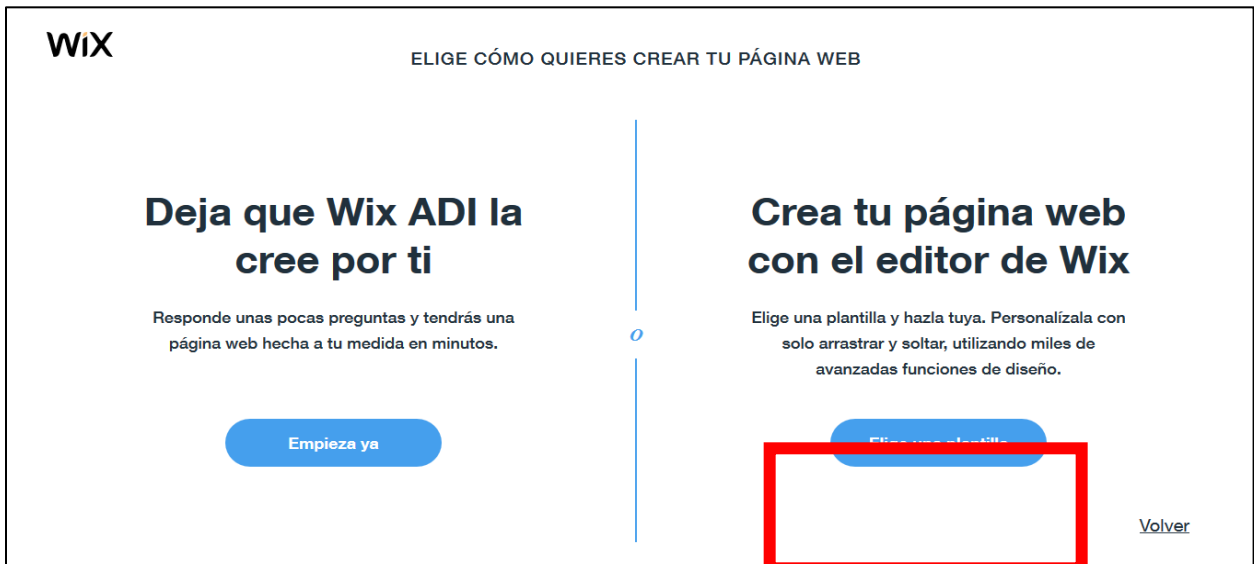 WiX
ELIGE CÓMO QUIERES CREAR TU PÁGINA WEB
Deja que Wix ADI la
cree por ti
Responde unas pocas preguntas y tendrás una
página web hecha a tu medida en minutos.
Empieza ya
o
Crea tu página web
con el editor de Wix
Elige una plantilla y hazla tuya. Personalízala con
solo arrastrar y soltar, utilizando miles de
avanzadas funciones de diseño.
Elige una plantilla
Volver